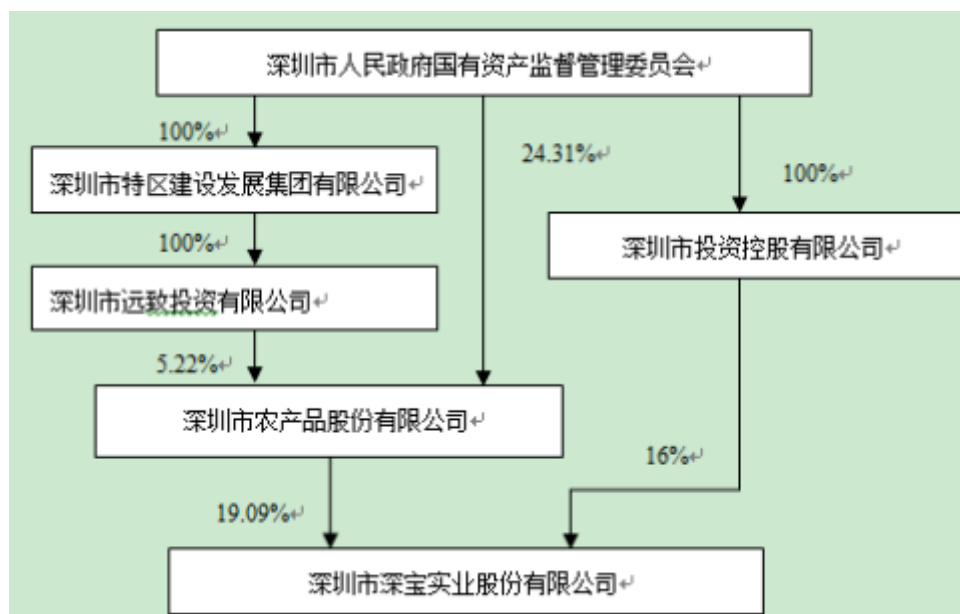 深圳市人民政府国有资产监督管理委员会
100%
24.31%
100%
深圳市特区建设发展集团有限公司
深圳市投资控股有限公司
100%
深圳市远致投资有限公司
5.22%
深圳市农产品股份有限公司
16%
19.09%
深圳市深宝实业股份有限公司